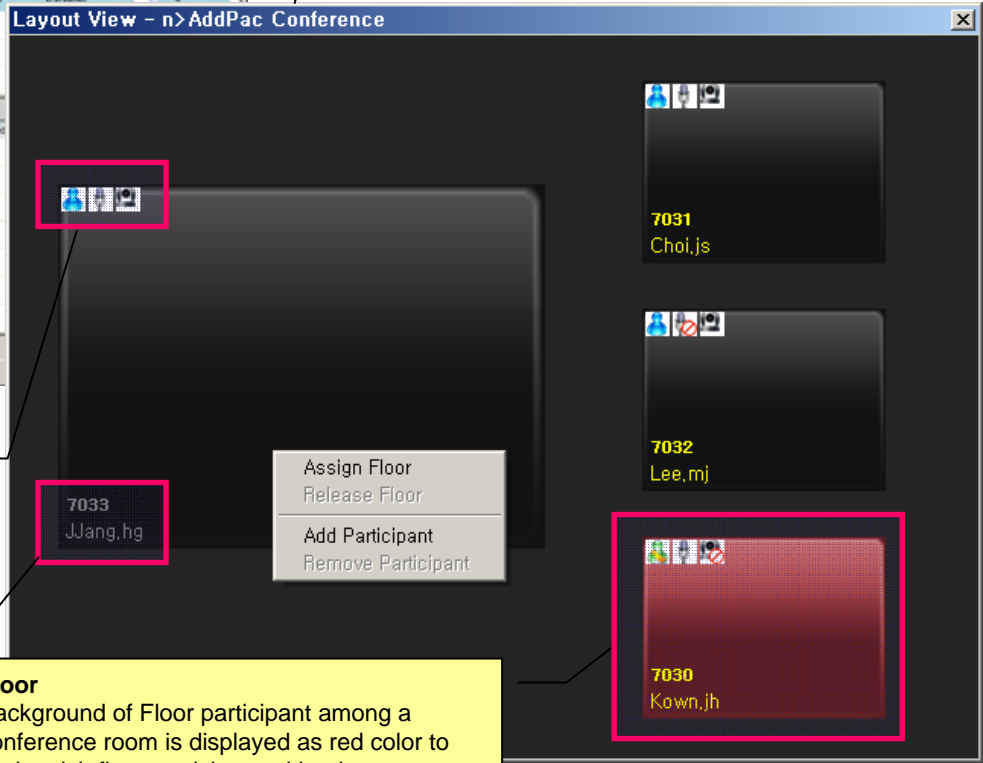 Layout View - n>AddPac Conference
7031
Choi,js
7032
Lee,mj
7033
JJang,hg
Assign Floor
Release Floor
Add Participant
Remove Participant
7030
Kown,jh
loor
ackground of Floor participant among a
onference room is displayed as red color to